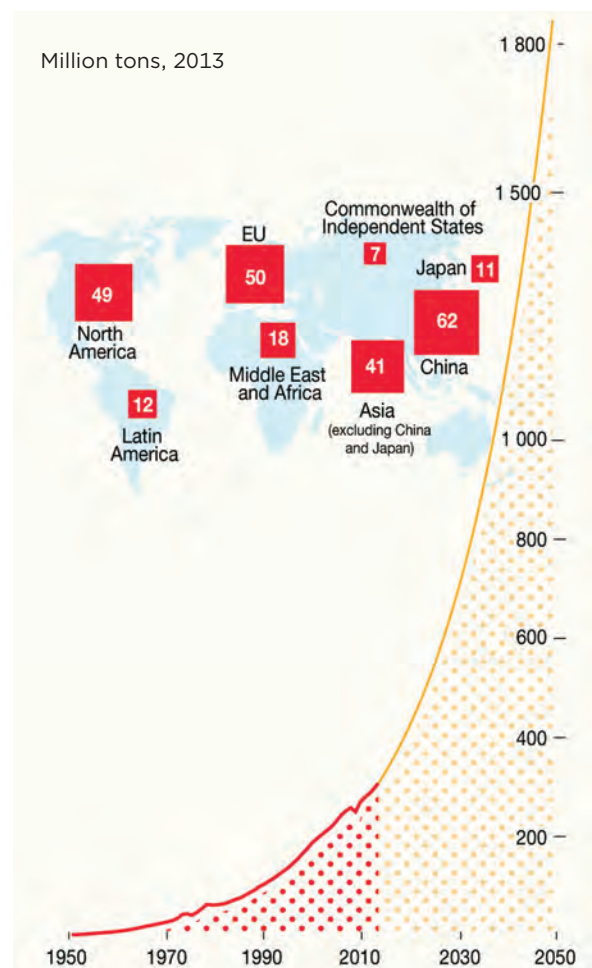 Million tons, 2013
1 800
1 500
Commonwealth of
Independent States
7
EU
50
Japan
11
49
North
America
18
Middle East
and Africa
62
China
41
Asia
(excluding China
and Japan)
12
Latin
America
1 000
800
600
400
200
1950
1970
1990
2010
2030
2050